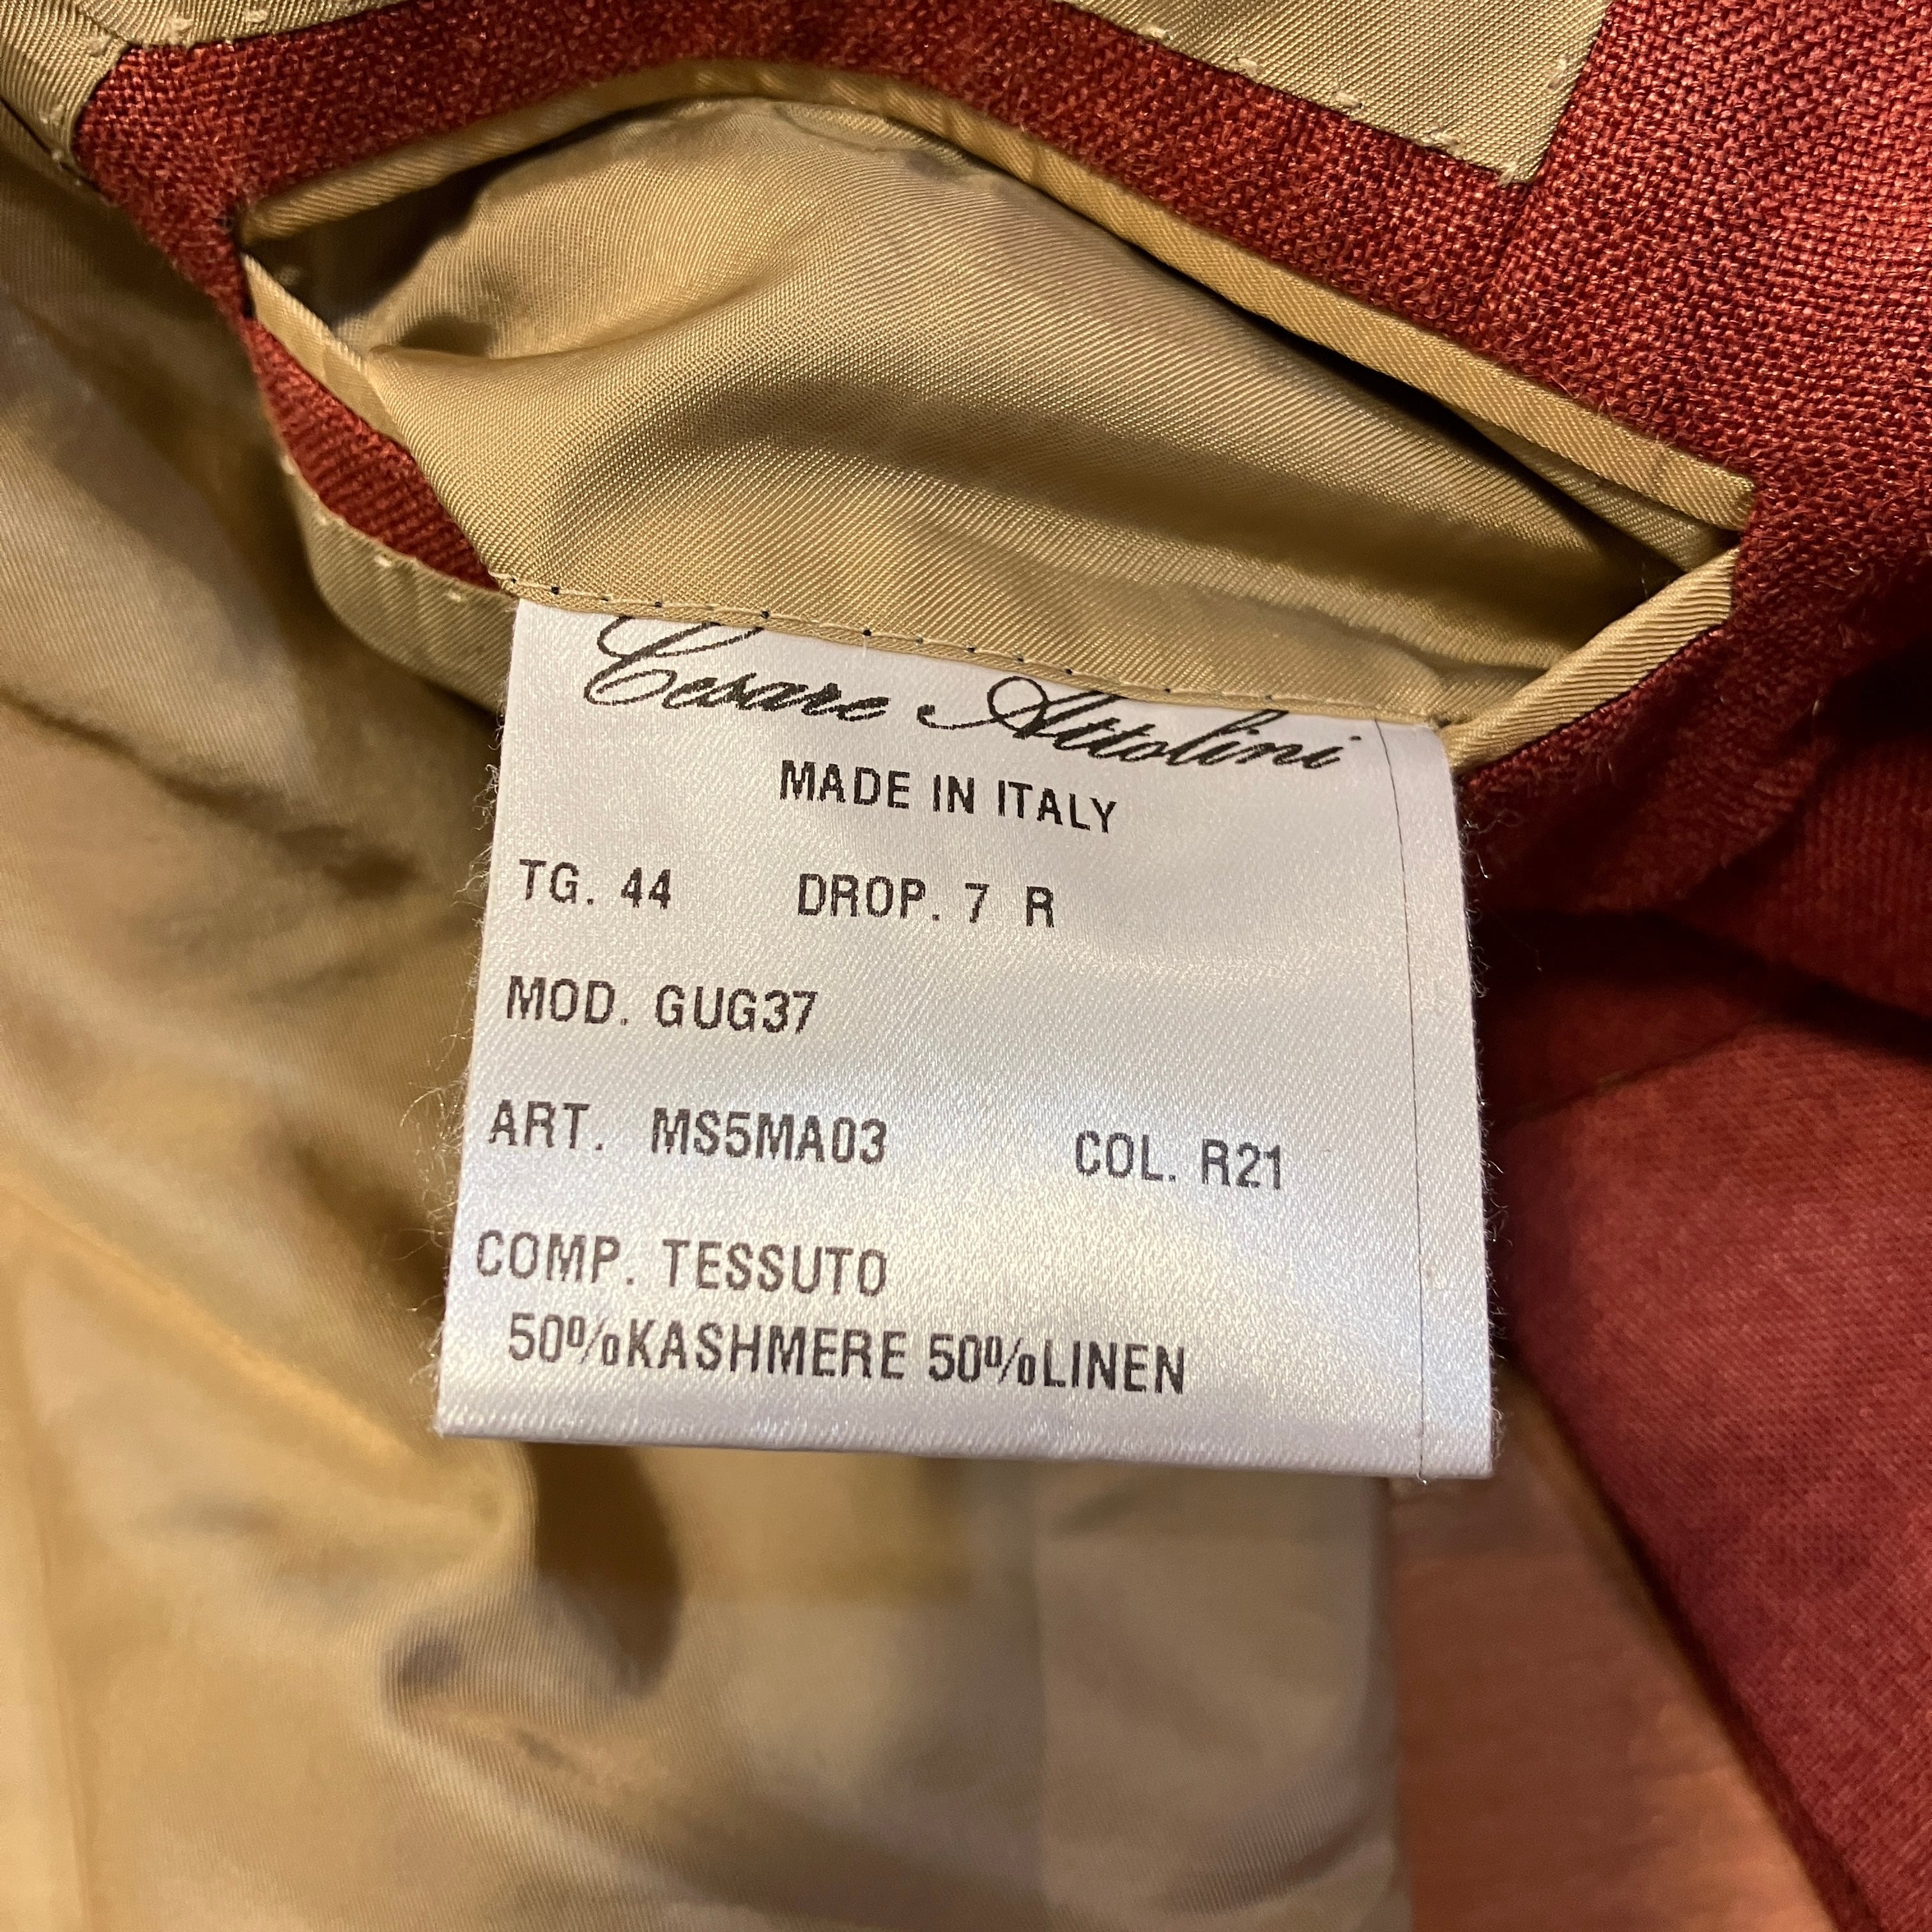 Cesare Attolini
MADE IN ITALY
TG. 44 DROP. 7 R
MOD. GUG37
ART. MS5MA03 COL. R21
COMP. TESSUTO
50%KASHMERE 50%LINEN